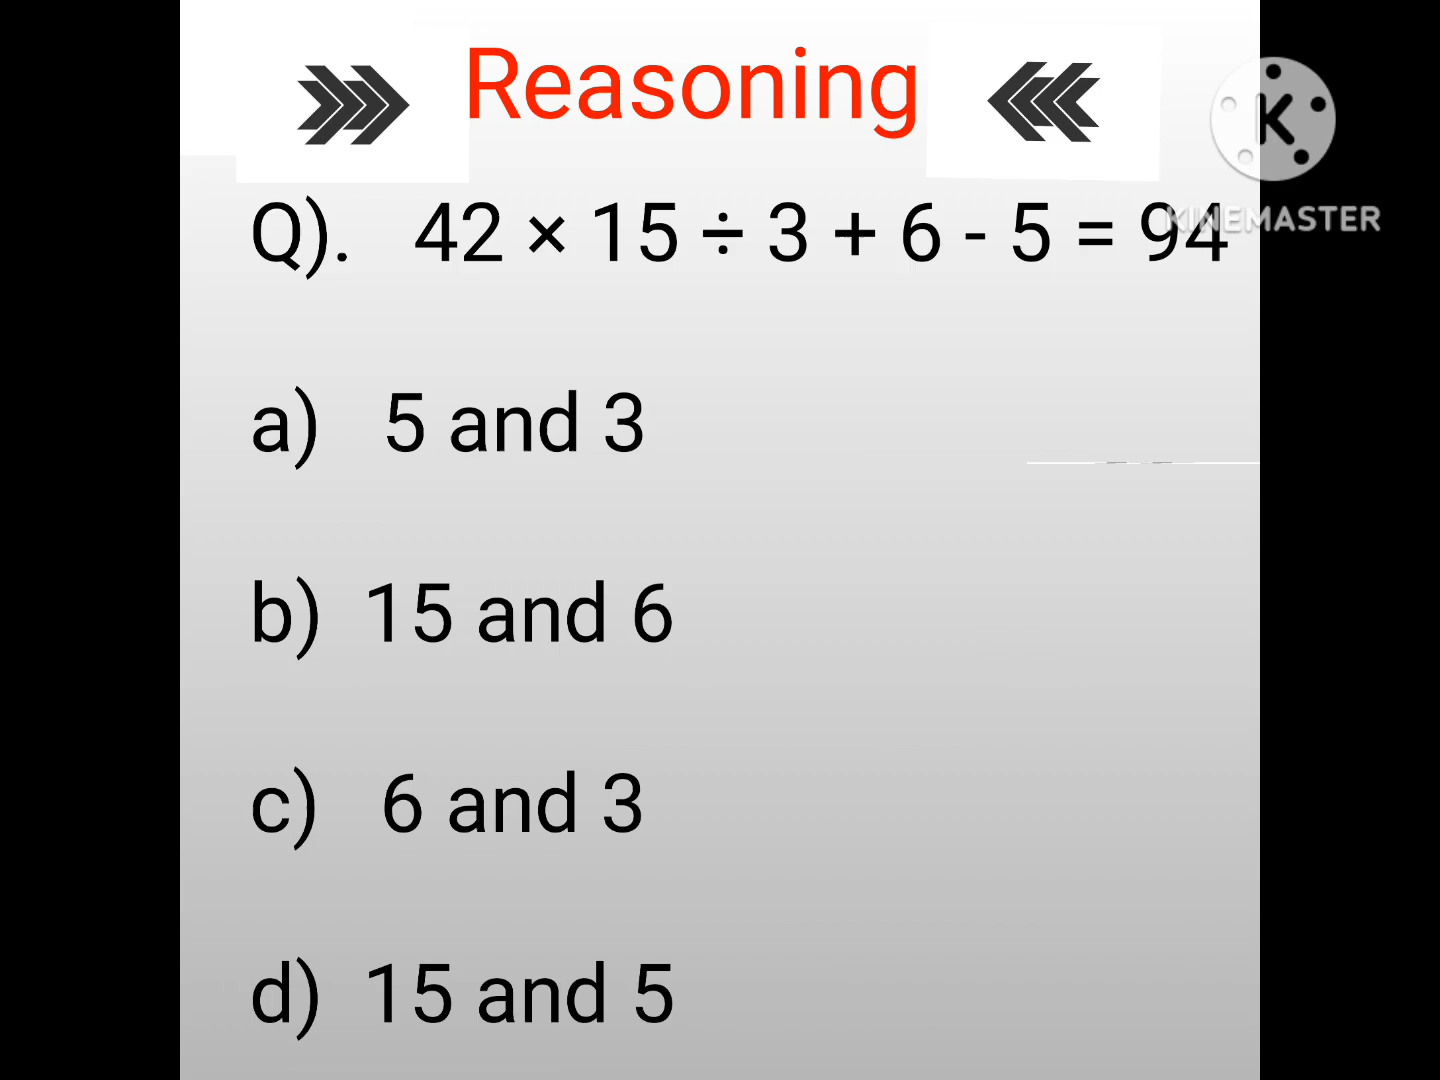 Reasoning
K
KINEMASTER
Q). 42 × 15 ÷ 3 + 6 - 5 = 94
a) 5 and 3
b) 15 and 6
c) 6 and 3
d) 15 and 5